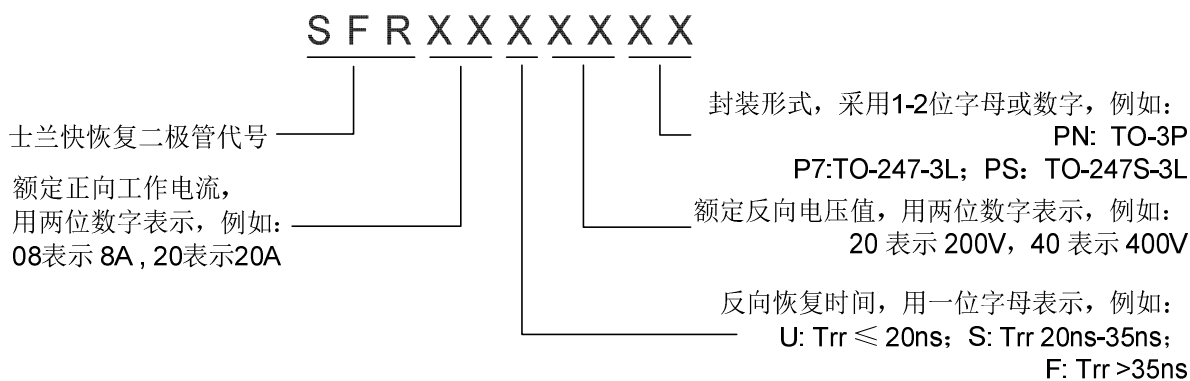 SFRXXXXXXX
封装形式，采用1-2位字母或数字，例如：
PN: TO-3P
P7:TO-247-3L；PS：TO-247S-3L
士兰快恢复二极管代号
额定正向工作电流，
用两位数字表示，例如：
08表示 8A , 20表示20A
额定反向电压值，用两位数字表示，例如：
20 表示 200V，40 表示 400V
反向恢复时间，用一位字母表示，例如：
U: Trr ≤ 20ns；S: Trr 20ns-35ns；
F: Trr >35ns